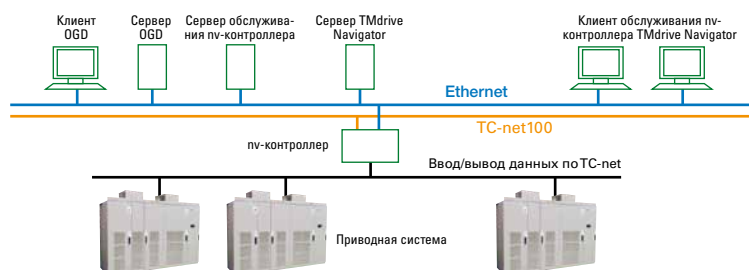 Клиент
OGD
Сервер
OGD
Сервер обслужива-
ния nv-контроллера
Сервер TMdrive
Navigator
Клиент обслуживания nv-
контроллера TMdrive Navigator
Ethernet
TC-net100
nv-контроллер
Ввод/вывод данных по TC-net
Приводная система